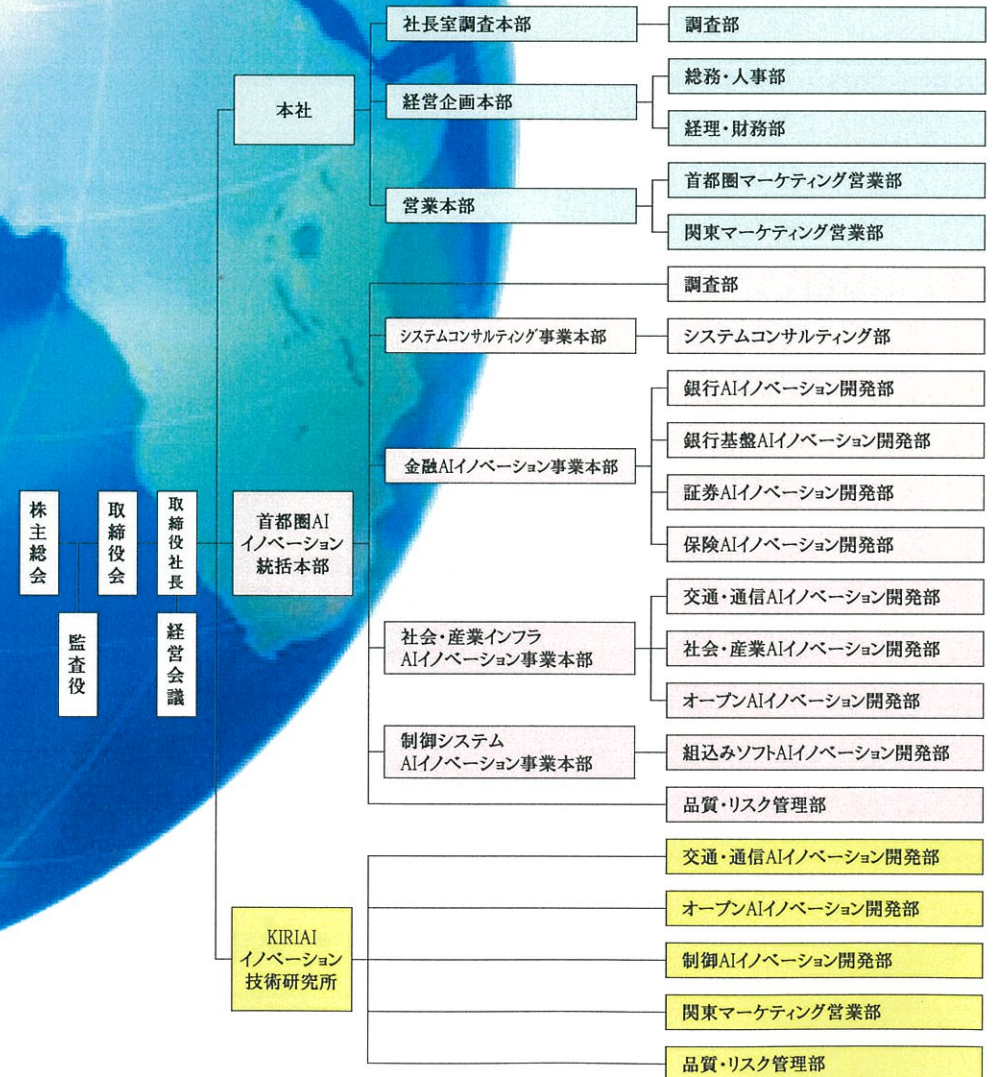 株主総会
監査役
取締役会
取締役社長
経営会議
本社
社長室調査本部
調査部
経営企画本部
総務・人事部
経理・財務部
営業本部
首都圏マーケティング営業部
関東マーケティング営業部
首都圏AI
イノベーション
統括本部
調査部
システムコンサルティング事業本部
システムコンサルティング部
金融AIイノベーション事業本部
銀行AIイノベーション開発部
銀行基盤AIイノベーション開発部
証券AIイノベーション開発部
保険AIイノベーション開発部
社会・産業インフラ
AIイノベーション事業本部
交通・通信AIイノベーション開発部
社会・産業AIイノベーション開発部
オープンAIイノベーション開発部
制御システム
AIイノベーション事業本部
組込みソフトAIイノベーション開発部
品質・リスク管理部
KIRIAI
イノベーション
技術研究所
交通・通信AIイノベーション開発部
オープンAIイノベーション開発部
制御AIイノベーション開発部
関東マーケティング営業部
品質・リスク管理部